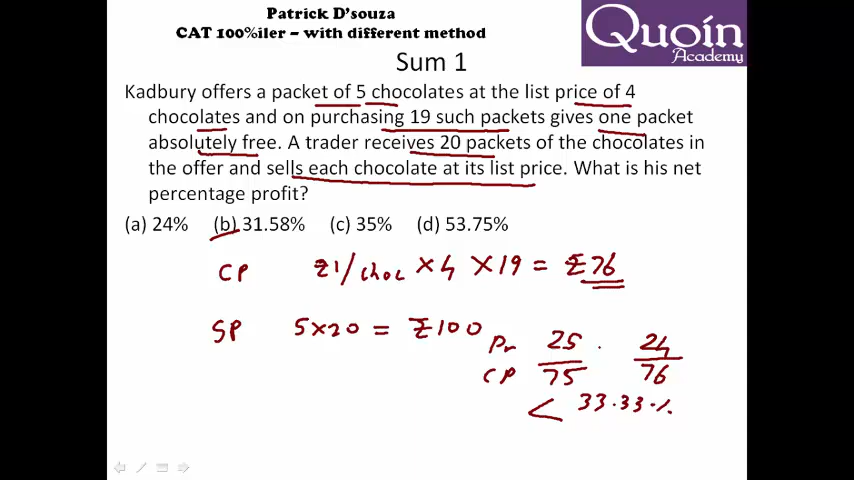 Patrick D'souza
CAT 100%iler – with different method
Quoin
Academy
Sum 1
Kadbury offers a packet of 5 chocolates at the list price of 4
chocolates and on purchasing 19 such packets gives one packet
absolutely free. A trader receives 20 packets of the chocolates in
the offer and sells each chocolate at its list price. What is his net
percentage profit?
(a) 24% (b) 31.58% (c) 35% (d) 53.75%
CP ₹1/choc × 4 × 19 = ₹76
SP 5×20 = ₹100
Pr 25 . 24
CP 75 76
< 33.33%